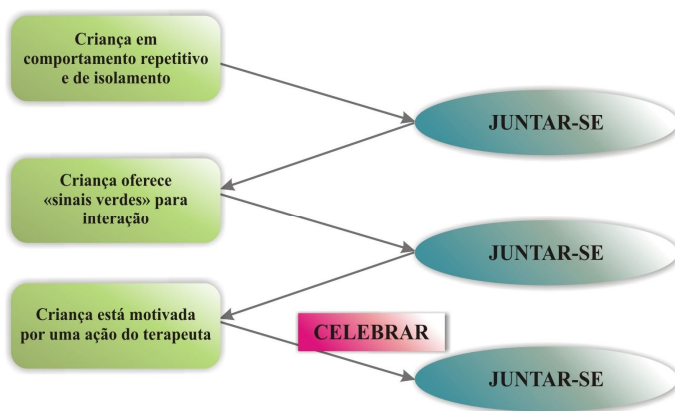 Criança em
comportamento repetitivo
e de isolamento
JUNTAR-SE
Criança oferece
«sinais verdes» para
interação
JUNTAR-SE
Criança está motivada
por uma ação do terapeuta
CELEBRAR
JUNTAR-SE